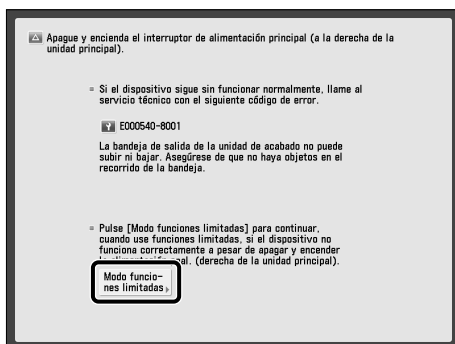 Apague y encienda el interruptor de alimentación principal (a la derecha de la
unidad principal).
Si el dispositivo sigue sin funcionar normalmente, llame al
servicio técnico con el siguiente código de error.
E000540-8001
La bandeja de salida de la unidad de acabado no puede
subir ni bajar. Asegúrese de que no haya objetos en el
recorrido de la bandeja.
Pulse [Modo funciones limitadas] para continuar,
cuando use funciones limitadas, si el dispositivo no
funciona correctamente a pesar de apagar y encender
pal. (derecha de la unidad principal).
Modo funcio-
nes limitadas